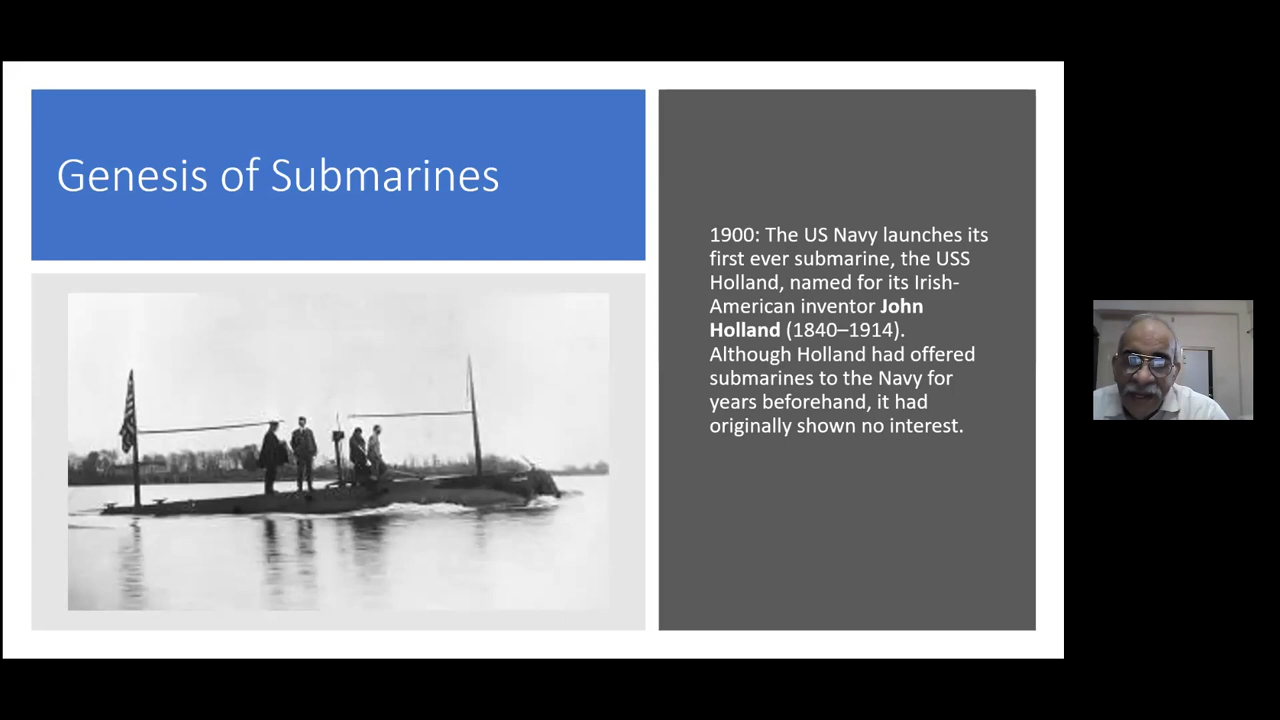 Genesis of Submarines
1900: The US Navy launches its
first ever submarine, the USS
Holland, named for its Irish-
American inventor John
Holland (1840–1914).
Although Holland had offered
submarines to the Navy for
years beforehand, it had
originally shown no interest.